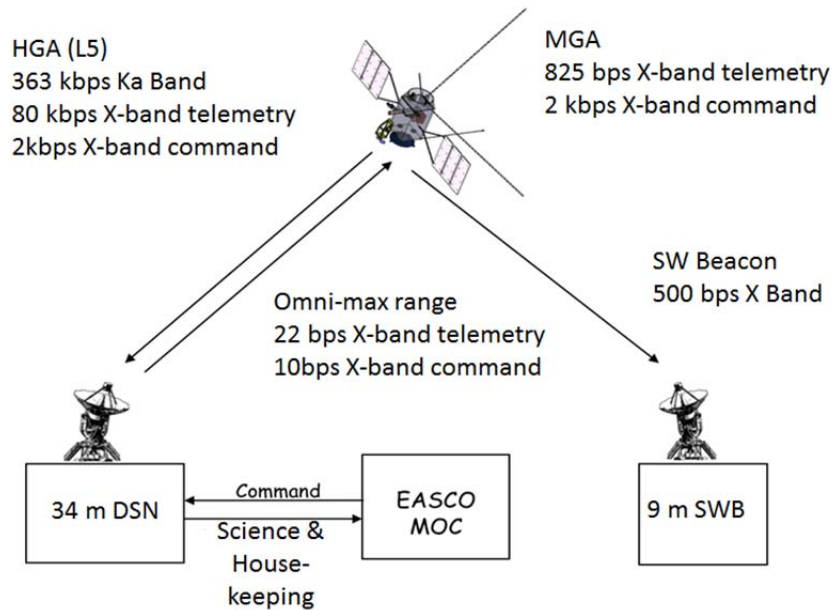 HGA (L5)
363 kbps Ka Band
80 kbps X-band telemetry
2kbps X-band command
MGA
825 bps X-band telemetry
2 kbps X-band command
SW Beacon
500 bps X Band
Omni-max range
22 bps X-band telemetry
10bps X-band command
34 m DSN
Command
Science &
House-
keeping
EASCO
MOC
9 m SWB